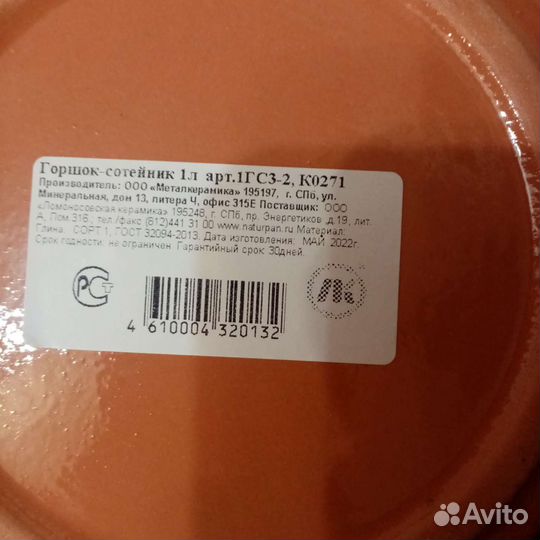 Горшок-сотейник 1л арт.1ГС3-2, К0271
Производитель: ООО «Металкерамика» 195197, г. СПб, ул.
Минеральная, дом 13, литера Ч, офис 315Е Поставщик: ООО
«Ломоносовская керамика» 195248, г. СПб, пр. Энергетиков, д.19, лит.
А, Пом.316, тел./факс (812)441 31 00 www.naturpan.ru Материал:
Глина. СОРТ 1, ГОСТ 32094-2013. Дата изготовления: МАЙ 2022г.
Срок годности: не ограничен. Гарантийный срок 30дней.
РСТ
ЛК
4 610004 320132
Avito